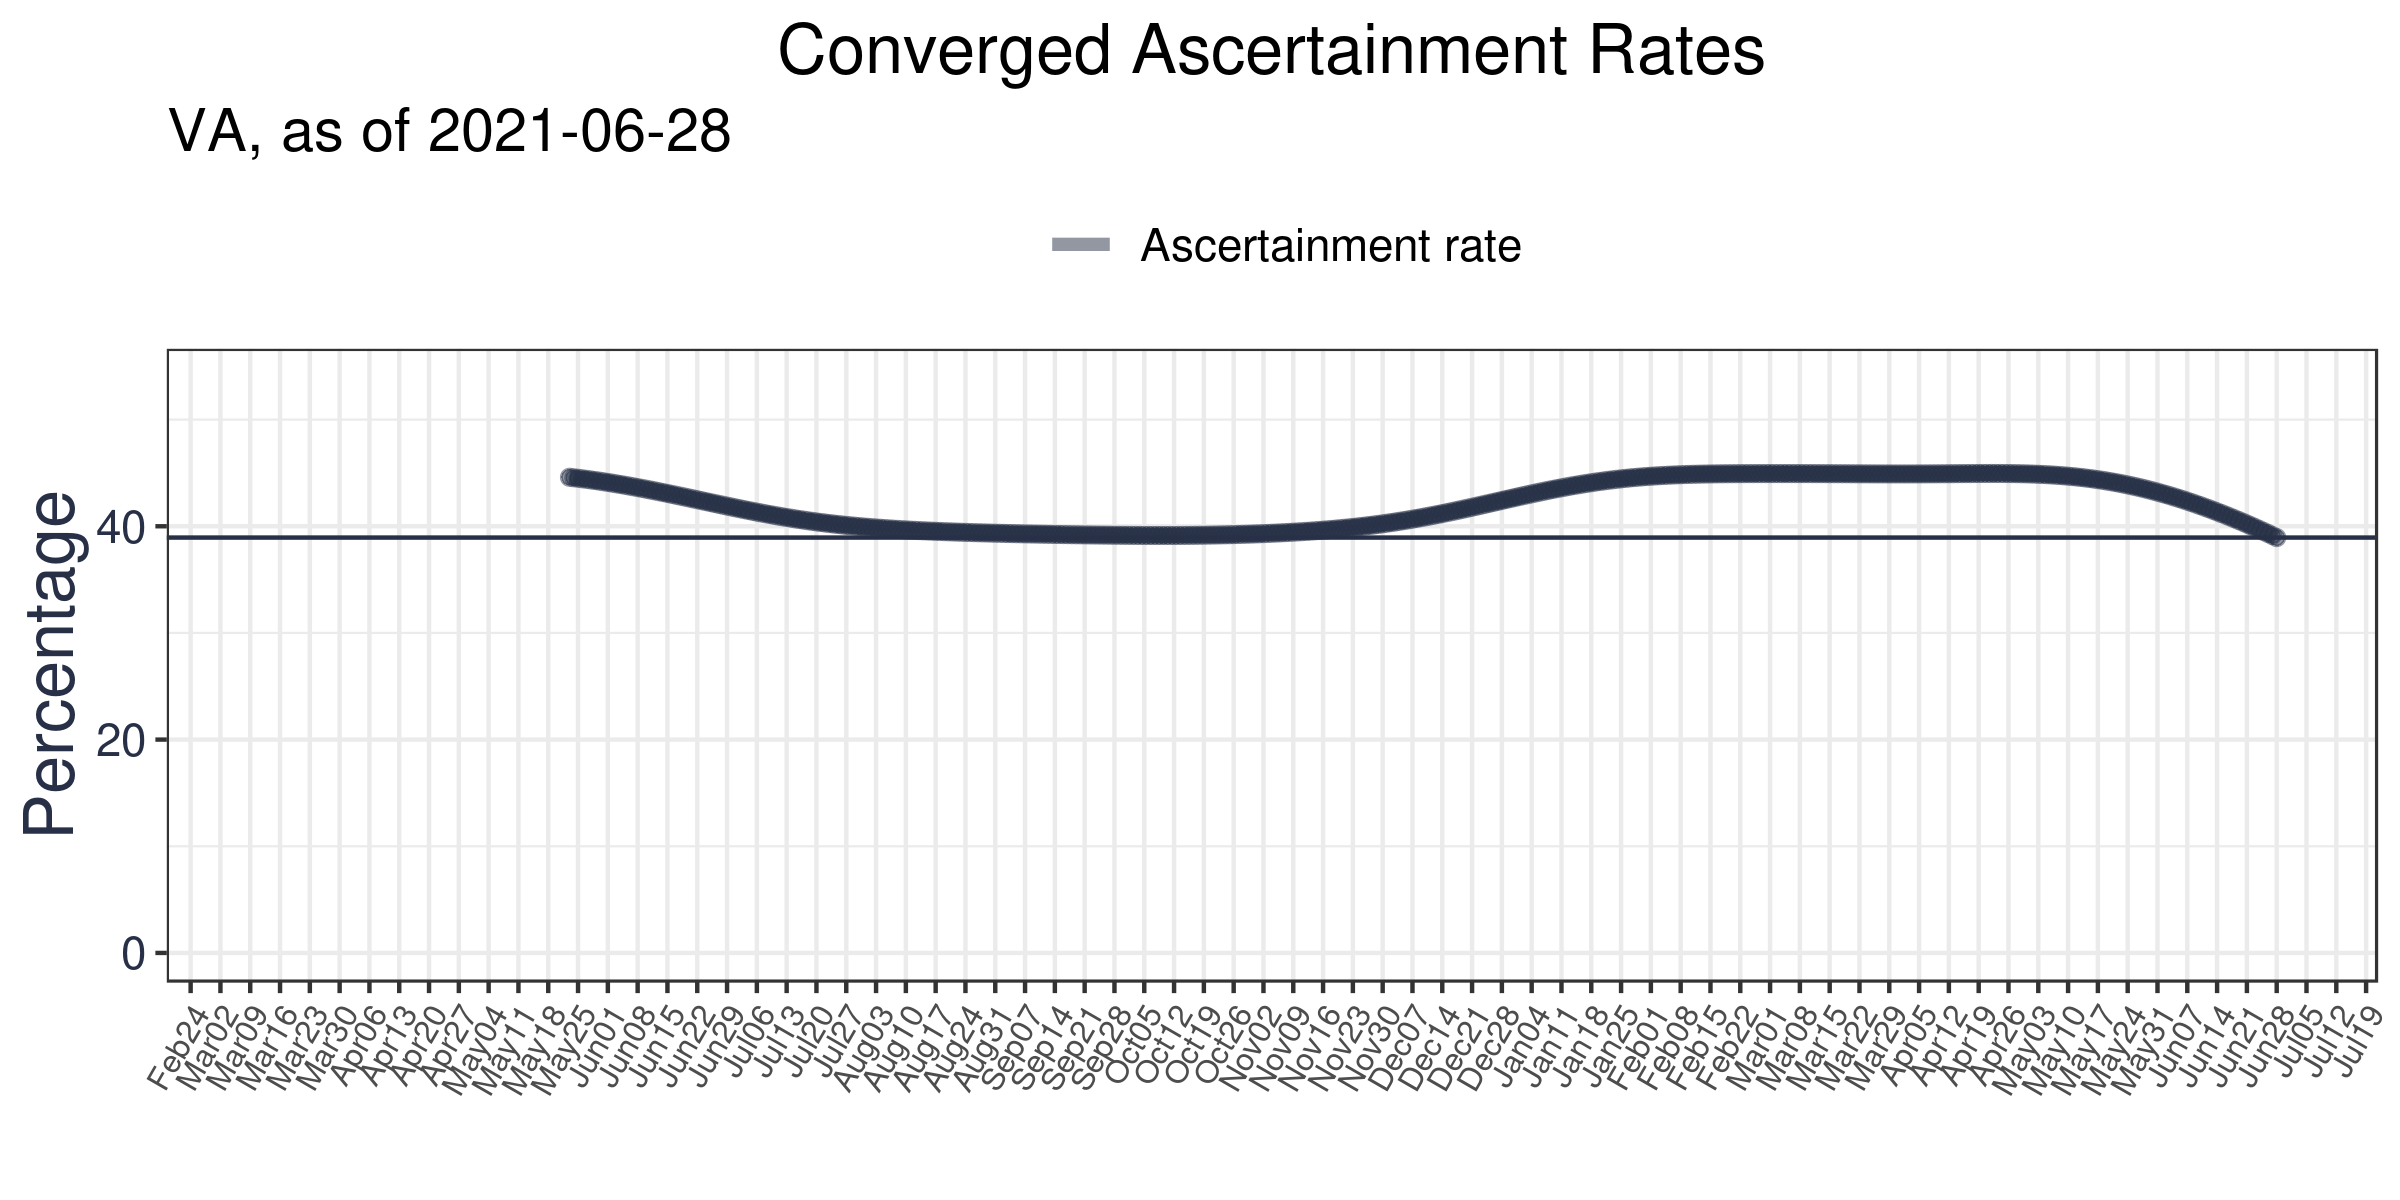 Converged Ascertainment Rates
VA, as of 2021-06-28
Ascertainment rate
Percentage
40
20
0
Feb24
Mar02
Mar09
Mar16
Mar23
Mar30
Apr06
Apr13
Apr20
Apr27
May04
May11
May18
May25
Jun01
Jun08
Jun15
Jun22
Jun29
Jul06
Jul13
Jul20
Jul27
Aug03
Aug10
Aug17
Aug24
Aug31
Sep07
Sep14
Sep21
Sep28
Oct05
Oct12
Oct19
Oct26
Nov02
Nov09
Nov16
Nov23
Nov30
Dec07
Dec14
Dec21
Dec28
Jan04
Jan11
Jan18
Jan25
Feb01
Feb08
Feb15
Feb22
Mar01
Mar08
Mar15
Mar22
Mar29
Apr05
Apr12
Apr19
Apr26
May03
May10
May17
May24
May31
Jun07
Jun14
Jun21
Jun28
Jul05
Jul12
Jul19